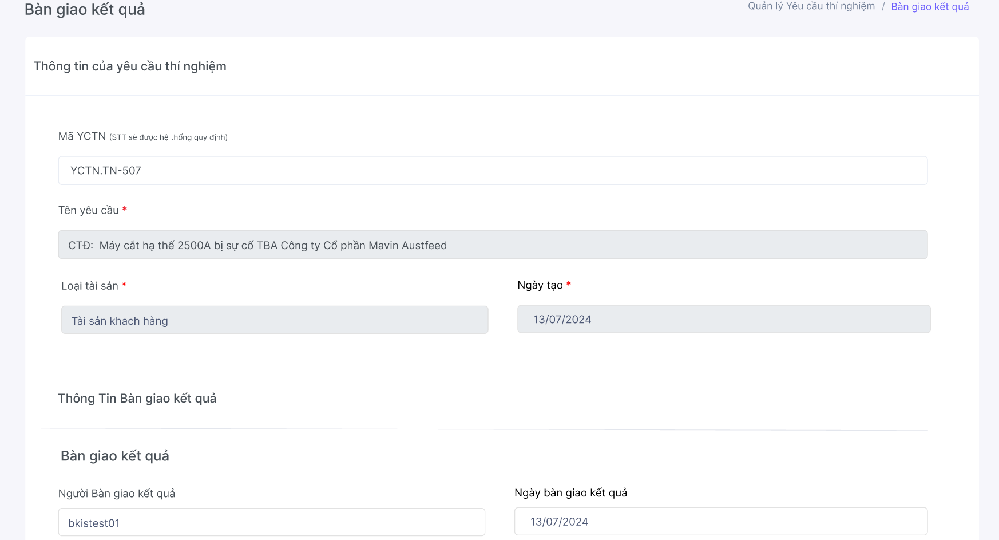 Bàn giao kết quả
Quản lý Yêu cầu thí nghiệm / Bàn giao kết quả
Thông tin của yêu cầu thí nghiệm
Mã YCTN (STT sẽ được hệ thống quy định)
YCTN.TN-507
Tên yêu cầu *
CTĐ: Máy cắt hạ thế 2500A bị sự cố TBA Công ty Cổ phần Mavin Austfeed
Loại tài sản *
Ngày tạo *
Tài sản khach hàng
13/07/2024
Thông Tin Bàn giao kết quả
Bàn giao kết quả
Người Bàn giao kết quả
Ngày bàn giao kết quả
bkistest01
13/07/2024